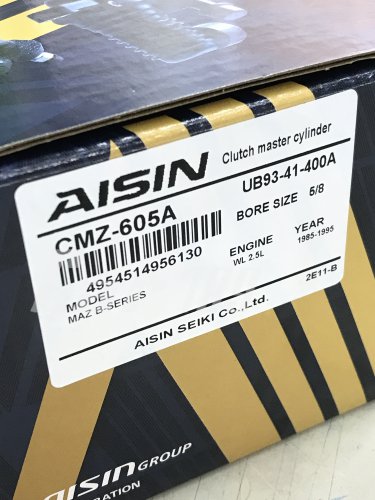 AISIN Clutch master cylinder
CMZ-605A UB93-41-400A
BORE SIZE 5/8
4954514956130
MODEL ENGINE YEAR
MAZ B-SERIES WL 2.5L 1985-1995
2E11-B
AISIN SEIKI Co.,Ltd.
AISIN GROUP